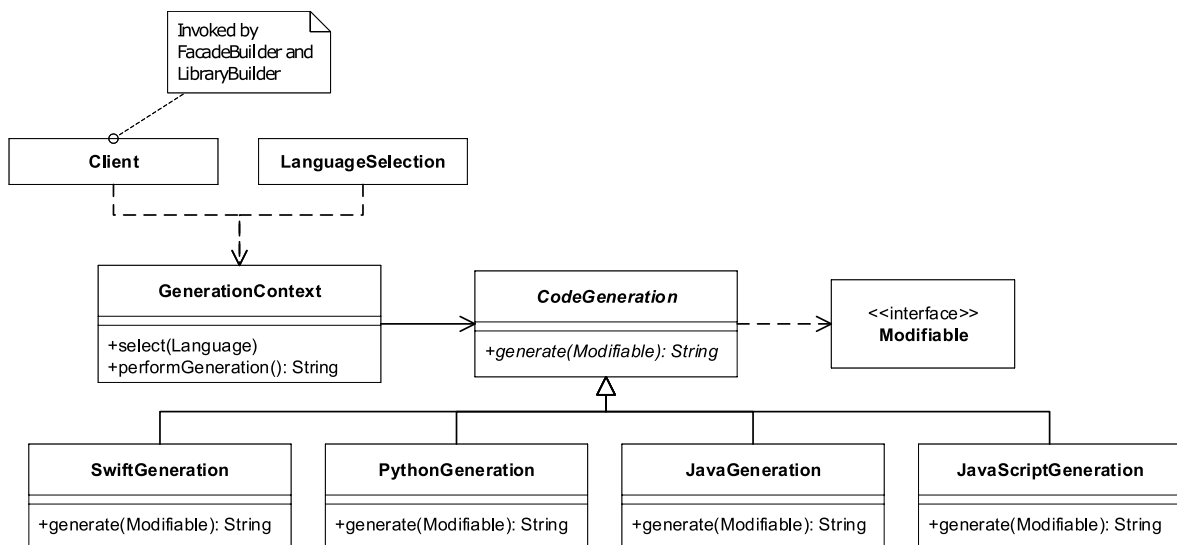 Invoked by
FacadeBuilder and
LibraryBuilder
Client
LanguageSelection
GenerationContext
+select(Language)
+performGeneration(): String
CodeGeneration
+generate(Modifiable): String
<<interface>>
Modifiable
SwiftGeneration
+generate(Modifiable): String
PythonGeneration
+generate(Modifiable): String
JavaGeneration
+generate(Modifiable): String
JavaScriptGeneration
+generate(Modifiable): String